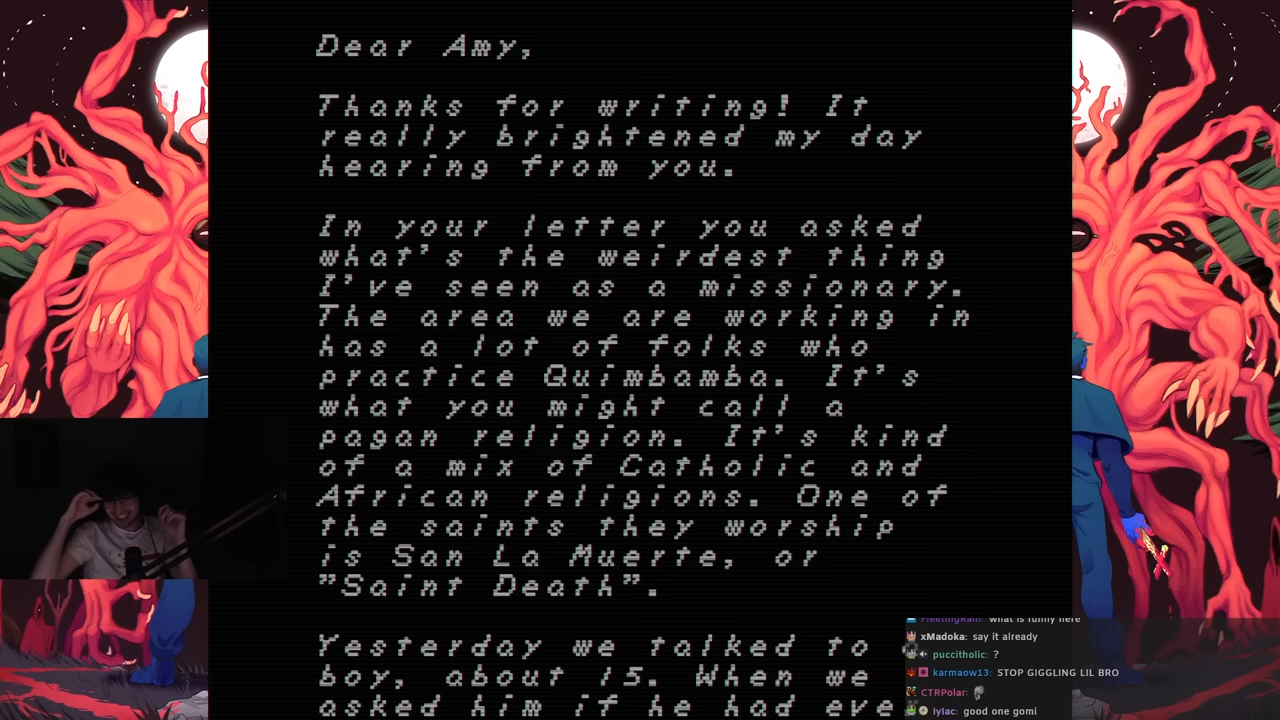 Dear Amy,
Thanks for writing! It
really brightened my day
hearing from you.
In your letter you asked
what's the weirdest thing
I've seen as a missionary.
The area we are working in
has a lot of folks who
practice Quimbamba. It's
what you might call a
pagan religion. It's kind
of a mix of Catholic and
African religions. One of
the saints they worship
is San La Muerte, or
"Saint Death".
Yesterday we talked to
boy, about 15. When we
asked him if he had eve
FleetingRam: what is funny here
xMadoka: say it already
puccitholic: ?
karmaow13: STOP GIGGLING LIL BRO
CTRPolar:
lylac: good one gomi